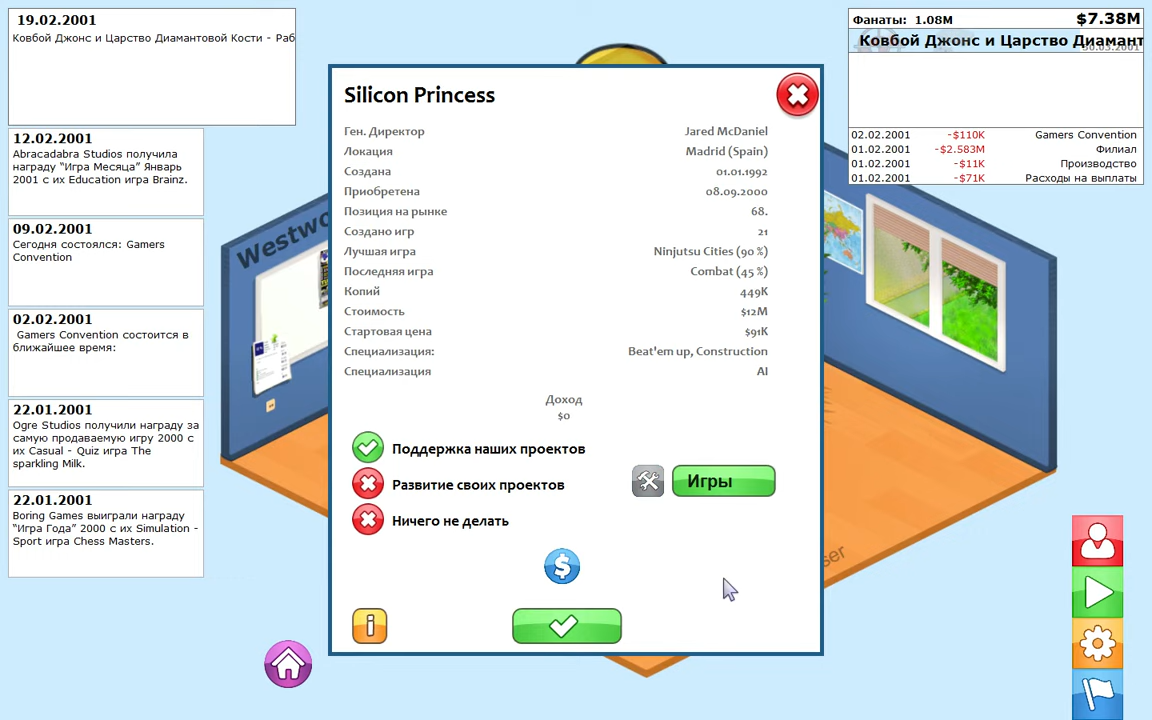 19.02.2001
Ковбой Джонс и Царство Диамантовой Кости - Раб
12.02.2001
Abracadabra Studios получила
награду "Игра Месяца" Январь
2001 с их Education игра Brainz.
09.02.2001
Сегодня состоялся: Gamers
Convention
02.02.2001
Gamers Convention состоится в
ближайшее время:
22.01.2001
Ogre Studios получили награду за
самую продаваемую игру 2000 с
их Casual - Quiz игра The
sparkling Milk.
22.01.2001
Boring Games выиграли награду
"Игра Года" 2000 с их Simulation -
Sport игра Chess Masters.
Westwo
Silicon Princess
Ген. Директор Jared McDaniel
Локация Madrid (Spain)
Создана 01.01.1992
Приобретена 08.09.2000
Позиция на рынке 68.
Создано игр 21
Лучшая игра Ninjutsu Cities (90 %)
Последняя игра Combat (45 %)
Копий 449K
Стоимость $12M
Стартовая цена $91K
Специализация: Beat'em up, Construction
Специализация AI
Доход
$0
Поддержка наших проектов
Развитие своих проектов
Игры
Ничего не делать
$
i
Фанаты: 1.08M $7.38M
Ковбой Джонс и Царство Диамант
30.03.2001
02.02.2001 -$110K Gamers Convention
01.02.2001 -$2.583M Филиал
01.02.2001 -$11K Производство
01.02.2001 -$71K Расходы на выплаты
ser